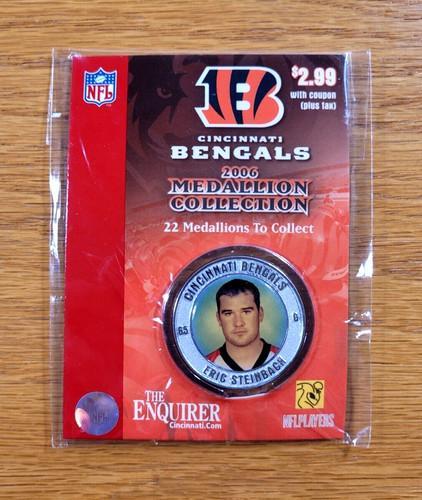 NFL
$2.99
with coupon
(plus tax)
B
CINCINNATI
BENGALS
2006
MEDALLION
COLLECTION
22 Medallions To Collect
CINCINNATI BENGALS
65 G
ERIC STEINBACH
THE
ENQUIRER
Cincinnati.Com
NFL
NFLPLAYERS